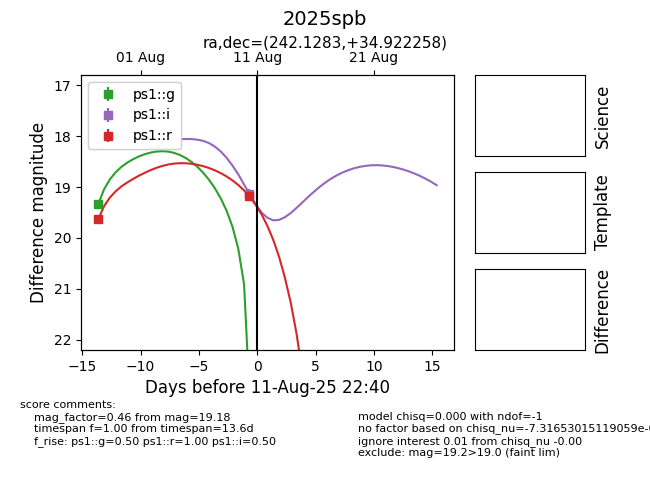 2025spb
ra,dec=(242.1283,+34.922258)
01 Aug 11 Aug 21 Aug
ps1::g
ps1::i
ps1::r
Difference magnitude
17
18
19
20
21
22
−15 −10 −5 0 5 10 15
Days before 11-Aug-25 22:40
Science
Template
Difference
score comments:
mag_factor=0.46 from mag=19.18
timespan f=1.00 from timespan=13.6d
f_rise: ps1::g=0.50 ps1::r=1.00 ps1::i=0.50
model chisq=0.000 with ndof=-1
no factor based on chisq_nu=-7.31653015119059e-
ignore interest 0.01 from chisq_nu -0.00
exclude: mag=19.2>19.0 (faint lim)